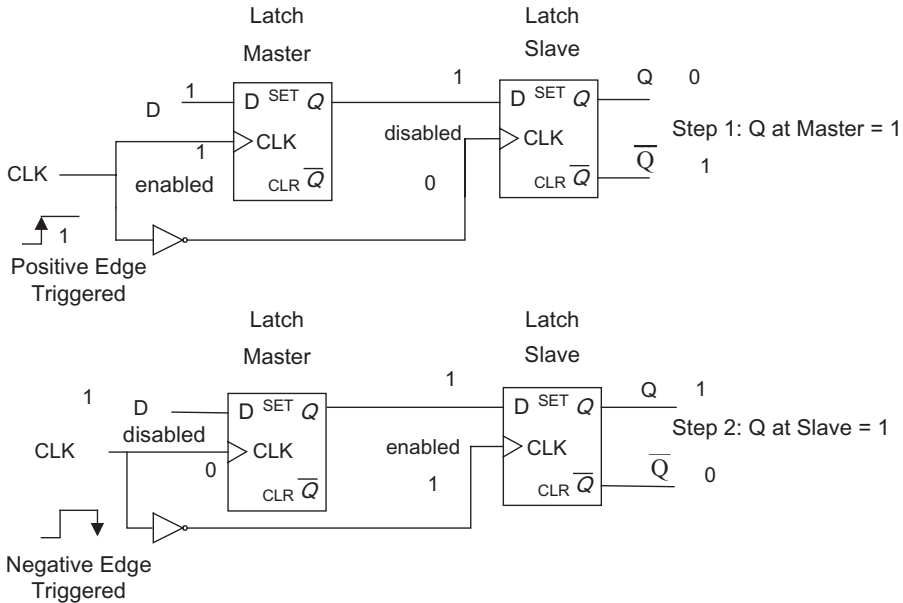 Latch
Master
Latch
Slave
D
1
D SET Q
CLK
CLR Q̅
1
enabled
CLK
1
Positive Edge
Triggered
1
disabled
0
D SET Q
CLK
CLR Q̅
Q 0
Q̅ 1
Step 1: Q at Master = 1
Latch
Master
Latch
Slave
1
D
disabled
CLK
0
D SET Q
CLK
CLR Q̅
Negative Edge
Triggered
1
enabled
1
D SET Q
CLK
CLR Q̅
Q 1
Q̅ 0
Step 2: Q at Slave = 1